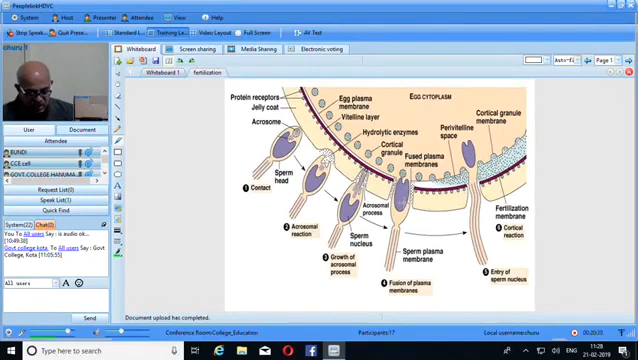 PeoplelinkHDVC
System
Host
Presenter
Attendee
View
Help
Stop Speak...
Quit Prese...
Standard L...
Training La...
Video Layout
Full Screen
AV Text
churu 1
Whiteboard
Screen sharing
Media Sharing
Electronic voting
Page 1
Whiteboard 1
fertilization
User
Document
Attendee
BUNDI
CCE cell
GOVT.COLLEGE HANUMA...
Request List(0)
Speak List(1)
Quick Find
System(22)
Chat(0)
You To All users say: is audio ok...
[10:49:38]
Govt college kota To All users say :Govt
College, Kota [11:05:55]
All users
Send
Protein receptors
Jelly coat
Acrosome
Egg plasma
membrane
Vitelline layer
Hydrolytic enzymes
Cortical
granule
EGG CYTOPLASM
Fused plasma
membranes
Perivitelline
space
Cortical granule
membrane
Sperm
head
1 Contact
2 Acrosomal
reaction
Acrosomal
process
Sperm
nucleus
3 Growth of
acrosomal
process
Sperm plasma
membrane
4 Fusion of plasma
membranes
5 Entry of
sperm nucleus
Fertilization
membrane
6 Cortical
reaction
Document upload has completed.
Conference Room:College_Education
Participants:17
Local username:churu
Type here to search
11:28
21-02-2019